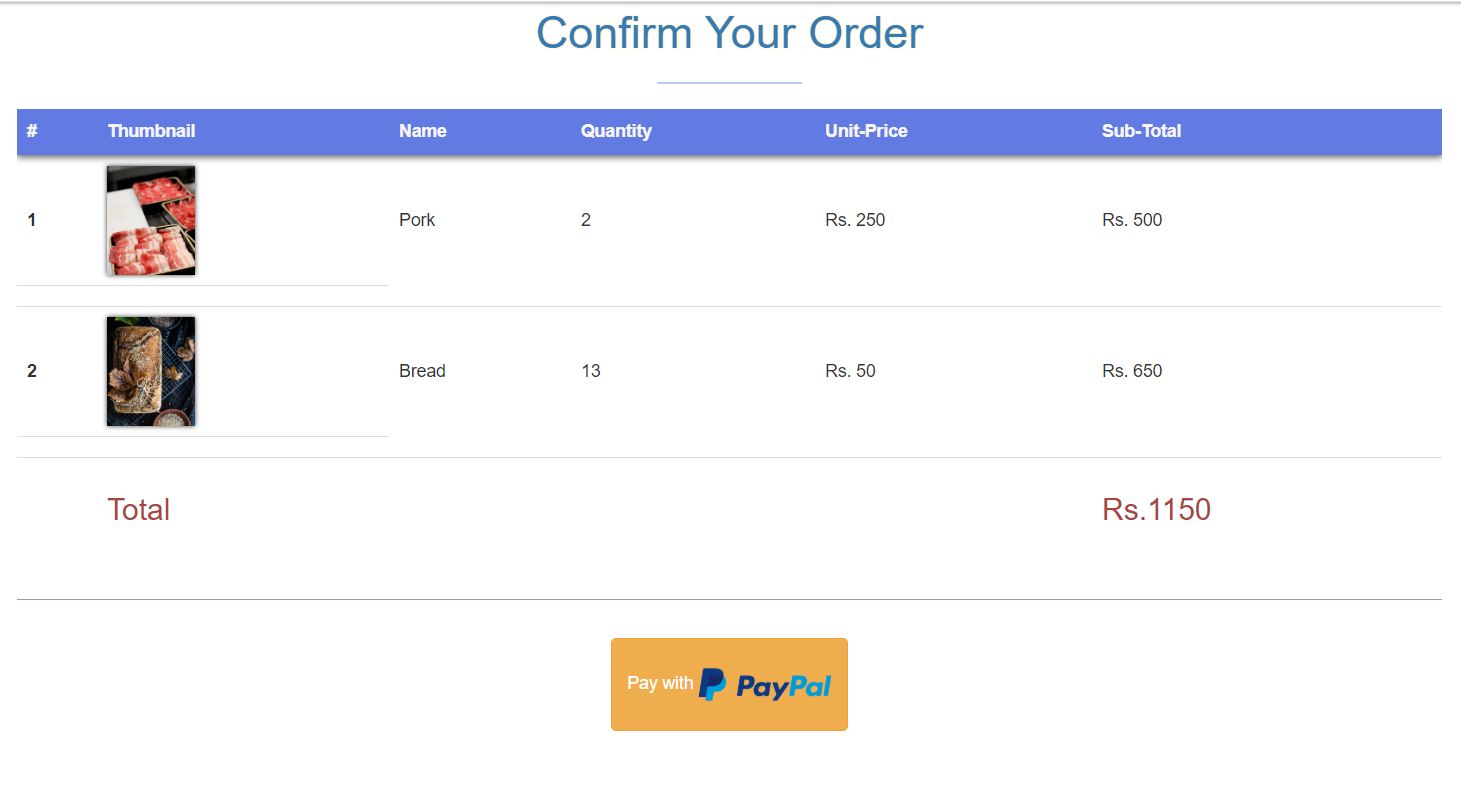 Confirm Your Order
# Thumbnail Name Quantity Unit-Price Sub-Total
1 Pork 2 Rs. 250 Rs. 500
2 Bread 13 Rs. 50 Rs. 650
Total Rs.1150
Pay with PayPal